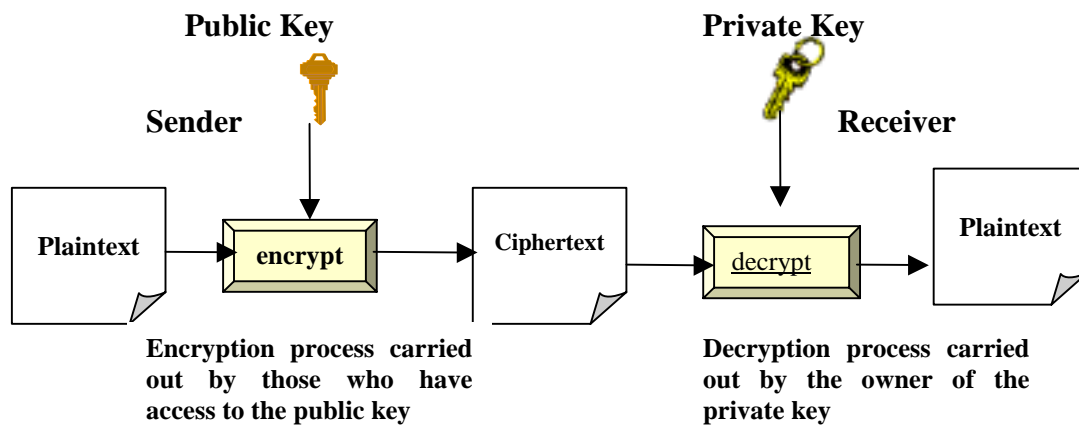 Public Key
Private Key
Sender
Receiver
Plaintext
encrypt
Ciphertext
decrypt
Plaintext
Encryption process carried
out by those who have
access to the public key
Decryption process carried
out by the owner of the
private key